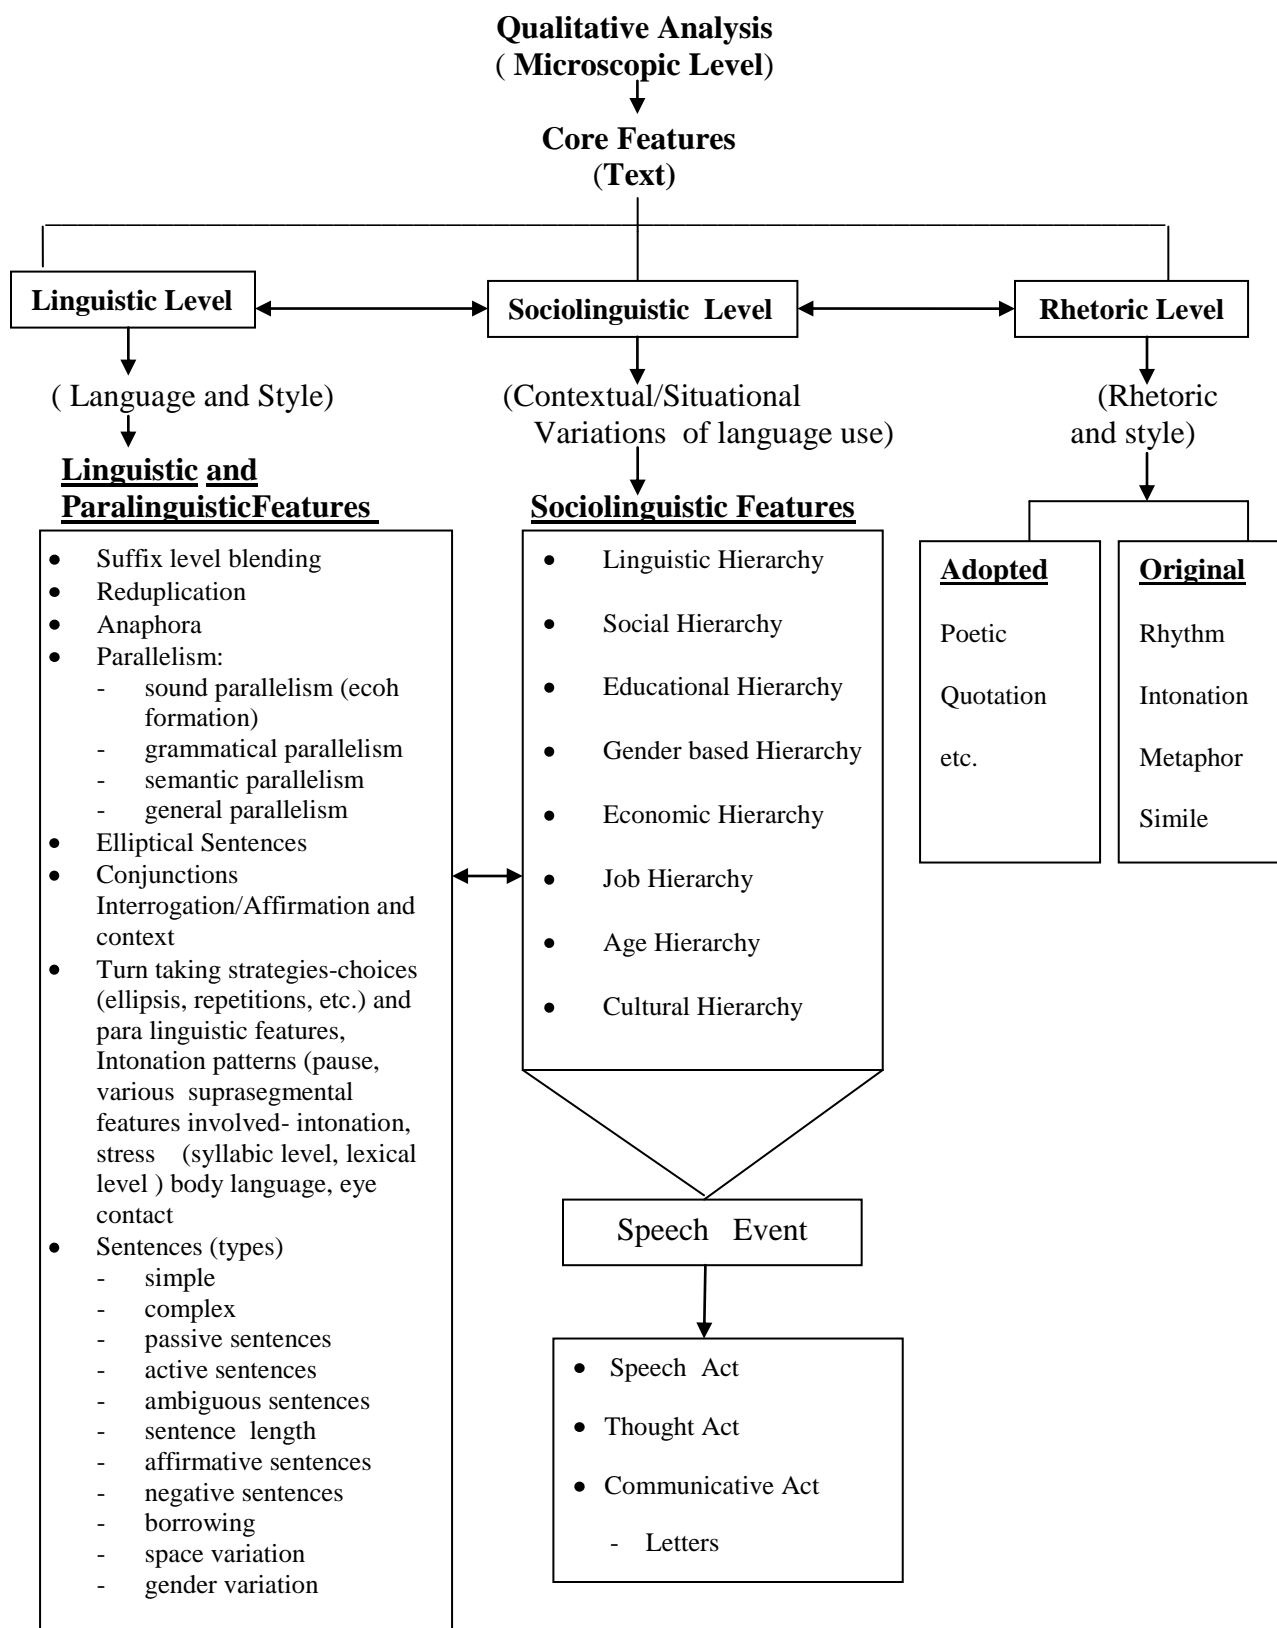 Qualitative Analysis
( Microscopic Level)
Core Features
(Text)
Linguistic Level
Sociolinguistic Level
Rhetoric Level
( Language and Style)
(Contextual/Situational
Variations of language use)
(Rhetoric
and style)
Linguistic and
ParalinguisticFeatures
• Suffix level blending
• Reduplication
• Anaphora
• Parallelism:
- sound parallelism (ecoh
formation)
- grammatical parallelism
- semantic parallelism
- general parallelism
• Elliptical Sentences
• Conjunctions
Interrogation/Affirmation and
context
• Turn taking strategies-choices
(ellipsis, repetitions, etc.) and
para linguistic features,
Intonation patterns (pause,
various suprasegmental
features involved- intonation,
stress (syllabic level, lexical
level ) body language, eye
contact
• Sentences (types)
- simple
- complex
- passive sentences
- active sentences
- ambiguous sentences
- sentence length
- affirmative sentences
- negative sentences
- borrowing
- space variation
- gender variation
Sociolinguistic Features
• Linguistic Hierarchy
• Social Hierarchy
• Educational Hierarchy
• Gender based Hierarchy
• Economic Hierarchy
• Job Hierarchy
• Age Hierarchy
• Cultural Hierarchy
Speech Event
• Speech Act
• Thought Act
• Communicative Act
- Letters
Adopted
Poetic
Quotation
etc.
Original
Rhythm
Intonation
Metaphor
Simile